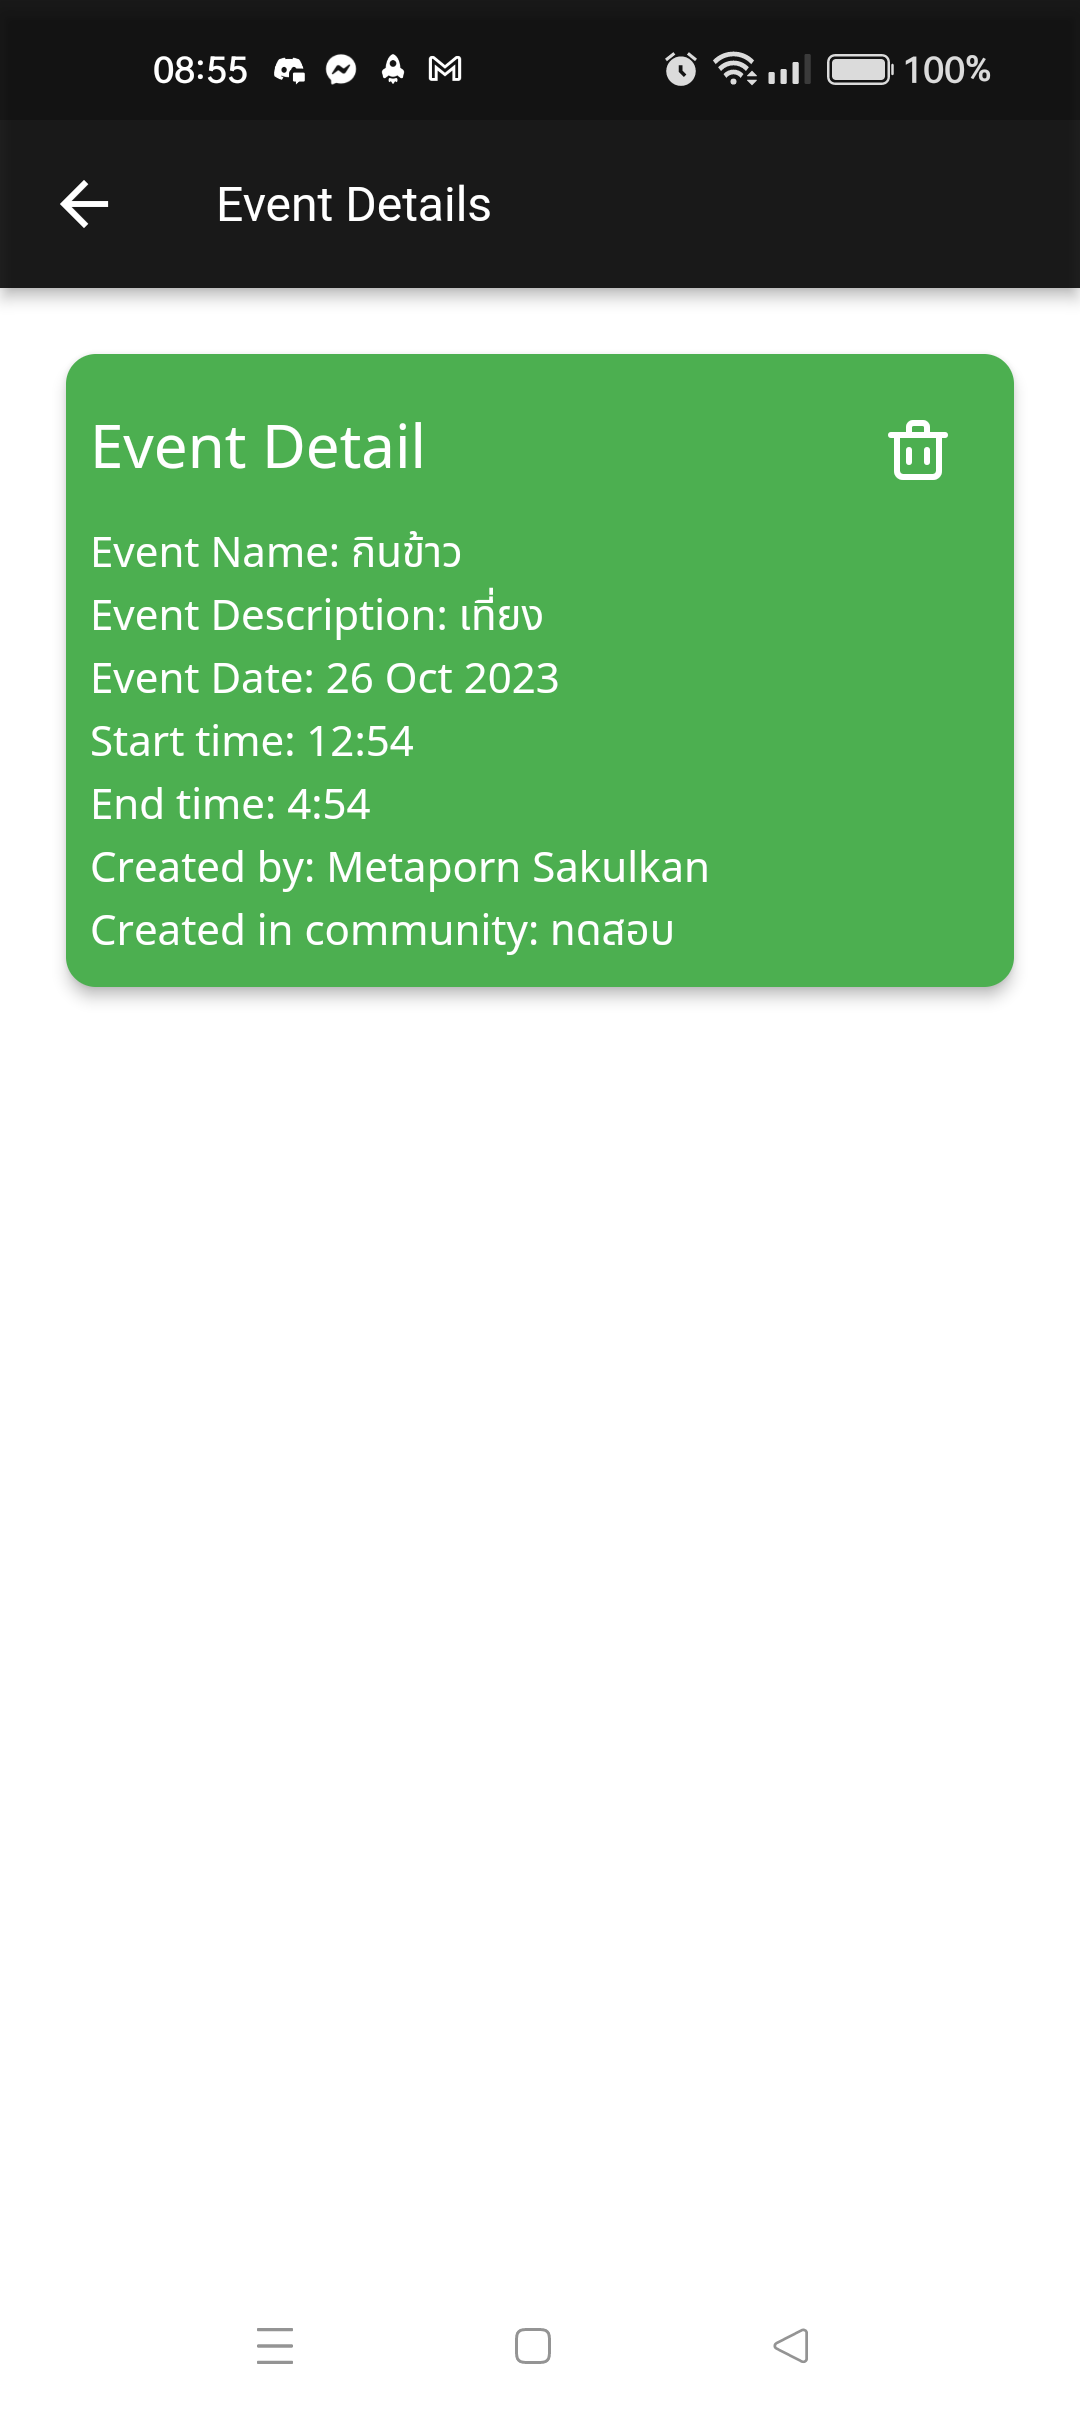 08:55 100%
Event Details
Event Detail
Event Name: กินข้าว
Event Description: เที่ยง
Event Date: 26 Oct 2023
Start time: 12:54
End time: 4:54
Created by: Metaporn Sakulkan
Created in community: ทดสอบ